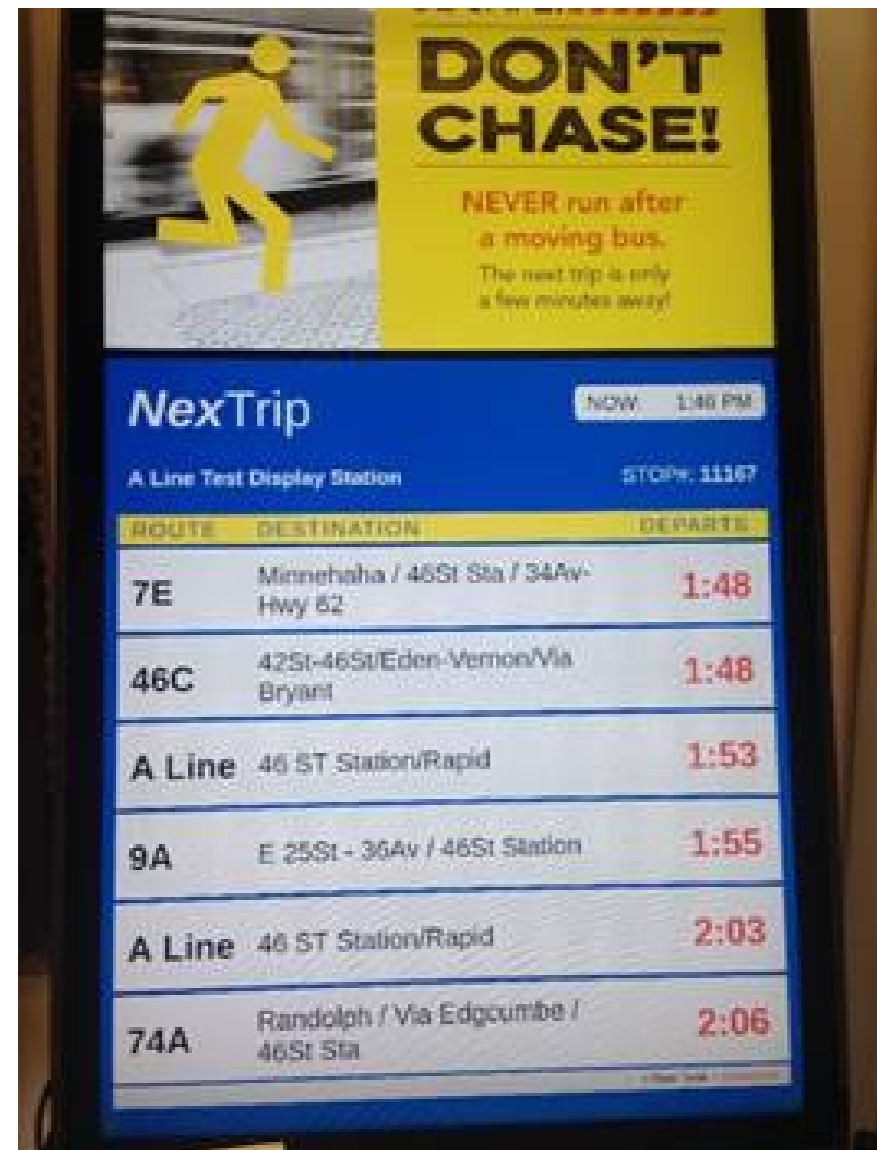 DON'T
CHASE!
NEVER run after
a moving bus.
The next trip is only
a few minutes away!
NexTrip
NOW 1:46 PM
A Line Test Display Station
STOP#: 11167
ROUTE DESTINATION DEPARTS
7E Minnehaha / 46St Sta / 34Av-
Hwy 62
1:48
46C 42St-46St/Eden-Vernon/Via
Bryant
1:48
A Line 46 ST Station/Rapid 1:53
9A E 25St - 36Av / 46St Station 1:55
A Line 46 ST Station/Rapid 2:03
74A Randolph / Via Edgcumbe /
46St Sta
2:06